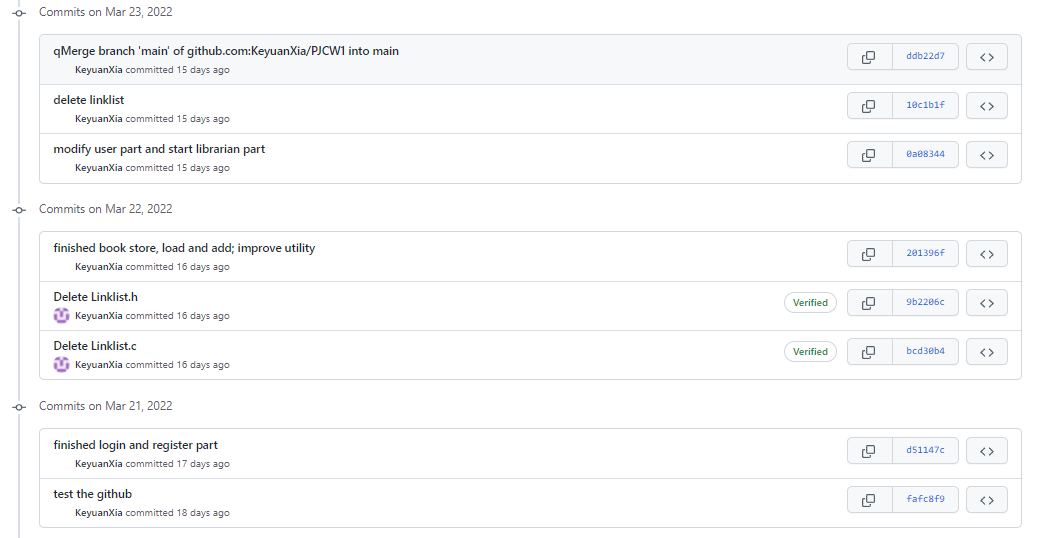 Commits on Mar 23, 2022
qMerge branch 'main' of github.com:KeyuanXia/PJCW1 into main
KeyuanXia committed 15 days ago
ddb22d7
delete linklist
KeyuanXia committed 15 days ago
10c1b1f
modify user part and start librarian part
KeyuanXia committed 15 days ago
0a08344
Commits on Mar 22, 2022
finished book store, load and add; improve utility
KeyuanXia committed 16 days ago
201396f
Delete Linklist.h
KeyuanXia committed 16 days ago
Verified
9b2206c
Delete Linklist.c
KeyuanXia committed 16 days ago
Verified
bcd30b4
Commits on Mar 21, 2022
finished login and register part
KeyuanXia committed 17 days ago
d51147c
test the github
KeyuanXia committed 18 days ago
fafc8f9